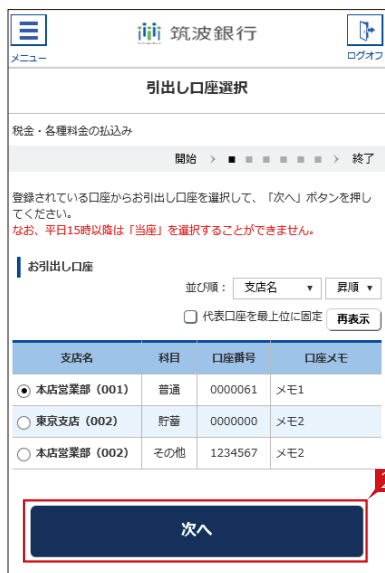 筑波銀行
メニュー
ログオフ
引出し口座選択
税金・各種料金の払込み
開始 > ■ ■ ■ ■ ■ ■ ■ > 終了
登録されている口座からお引出し口座を選択して、「次へ」ボタンを押し
てください。
なお、平日15時以降は「当座」を選択することができません。
お引出し口座
並び順： 支店名 ▼ 昇順 ▼
代表口座を最上位に固定 再表示
支店名 科目 口座番号 口座メモ
本店営業部（001） 普通 0000061 メモ1
東京支店（002） 貯蓄 0000000 メモ2
本店営業部（002） その他 1234567 メモ2
次へ